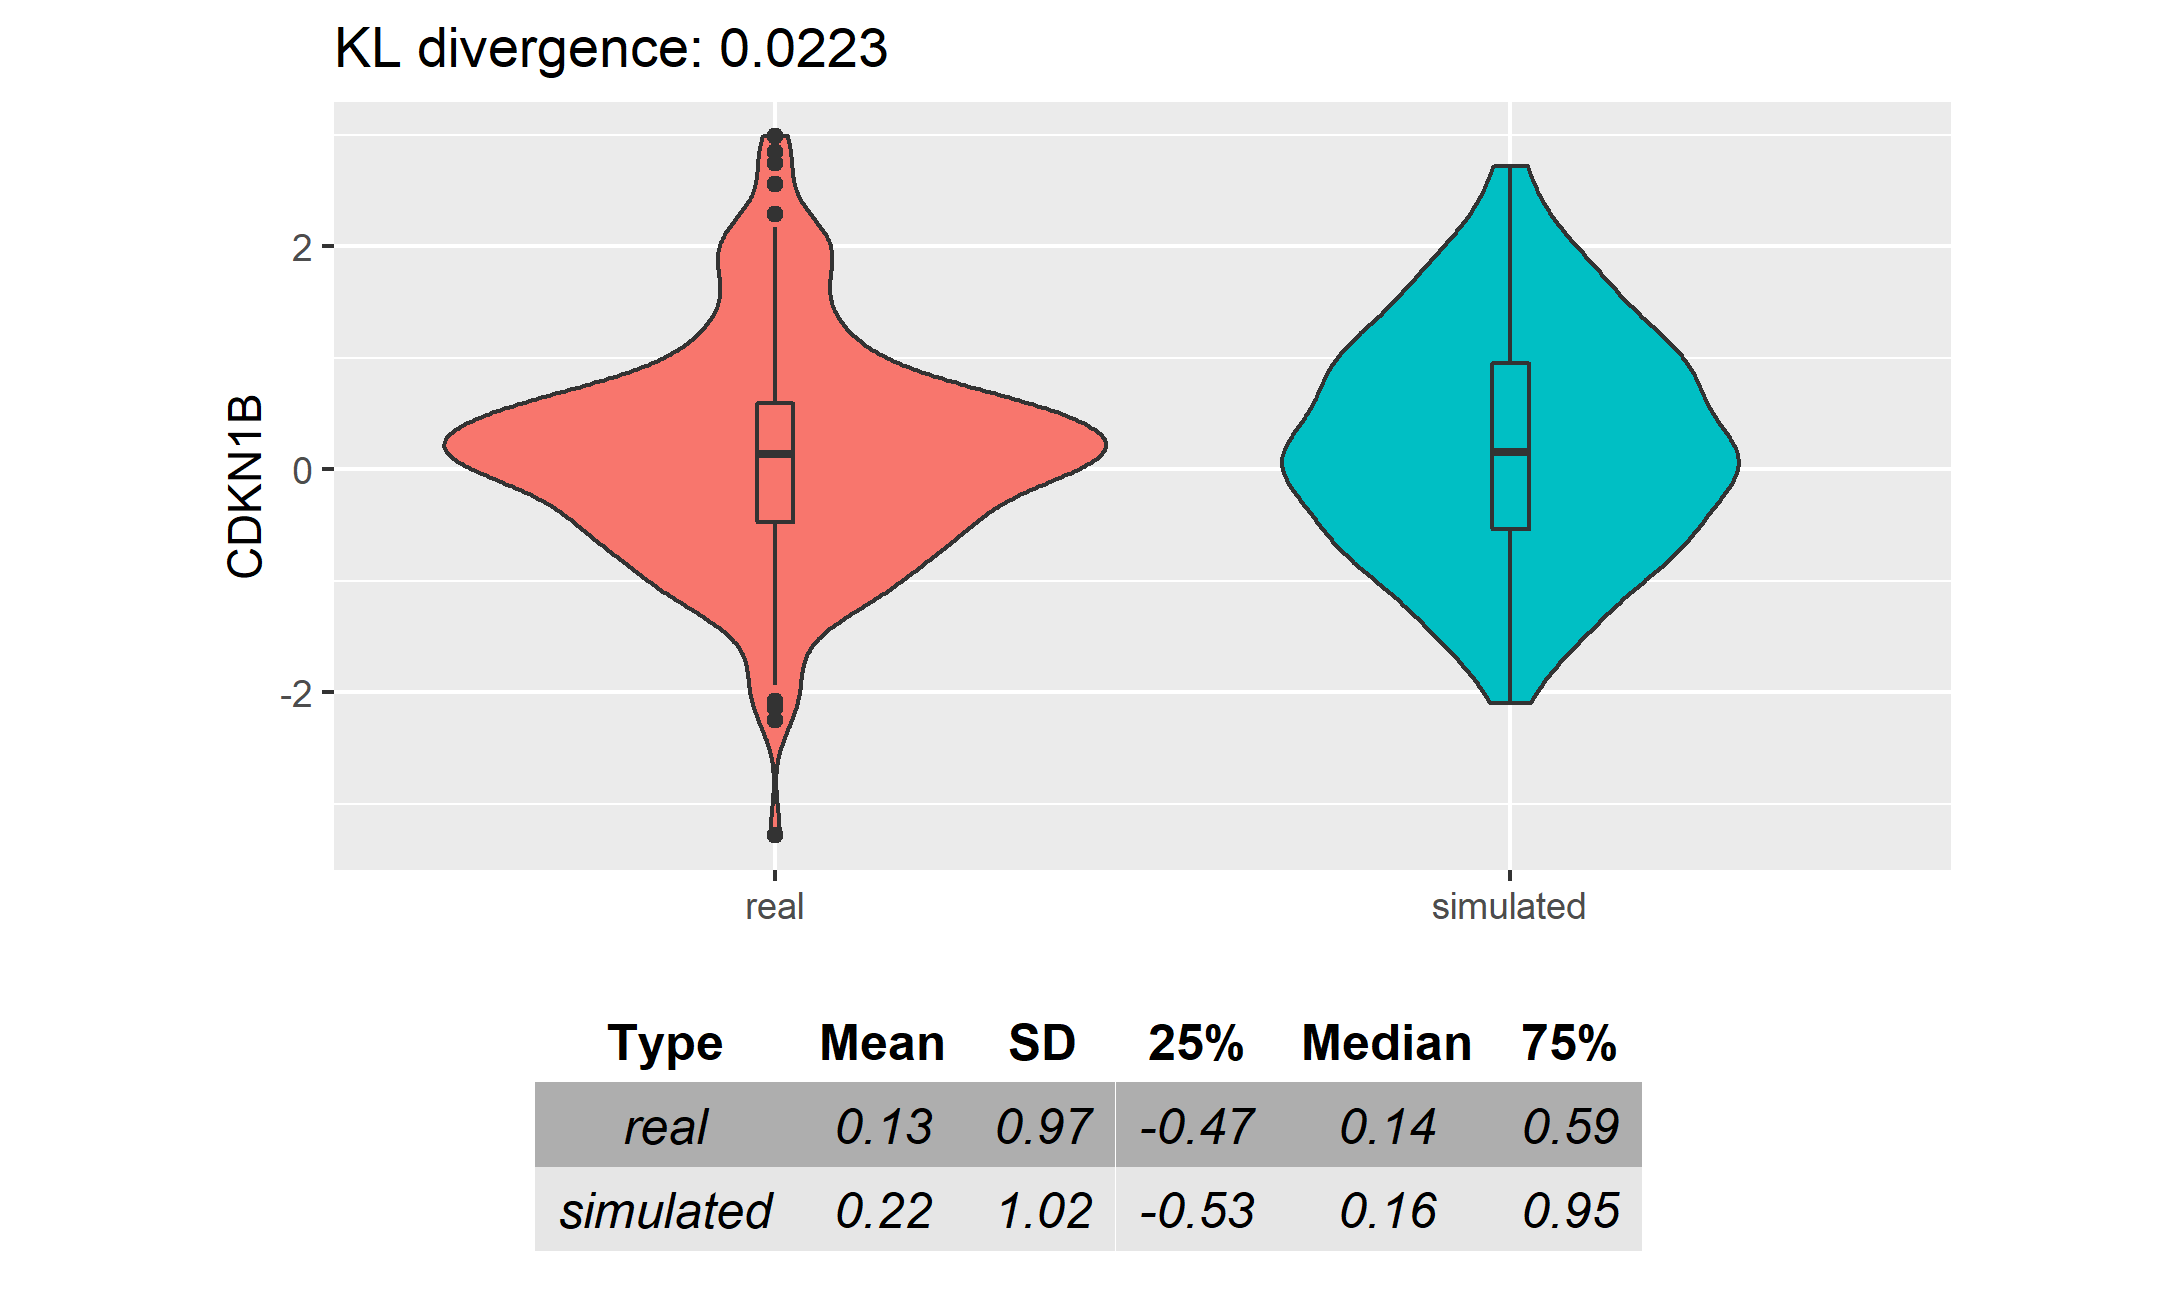 KL divergence: 0.0223
CDKN1B
2
0
-2
real simulated
Type Mean SD 25% Median 75%
real 0.13 0.97 -0.47 0.14 0.59
simulated 0.22 1.02 -0.53 0.16 0.95